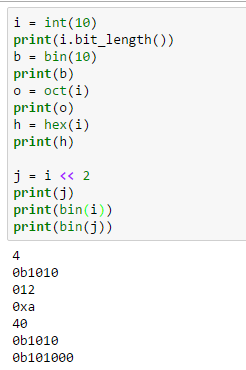 i = int(10)
print(i.bit_length())
b = bin(10)
print(b)
o = oct(i)
print(o)
h = hex(i)
print(h)

j = i << 2
print(j)
print(bin(i))
print(bin(j))
4
0b1010
012
0xa
40
0b1010
0b101000